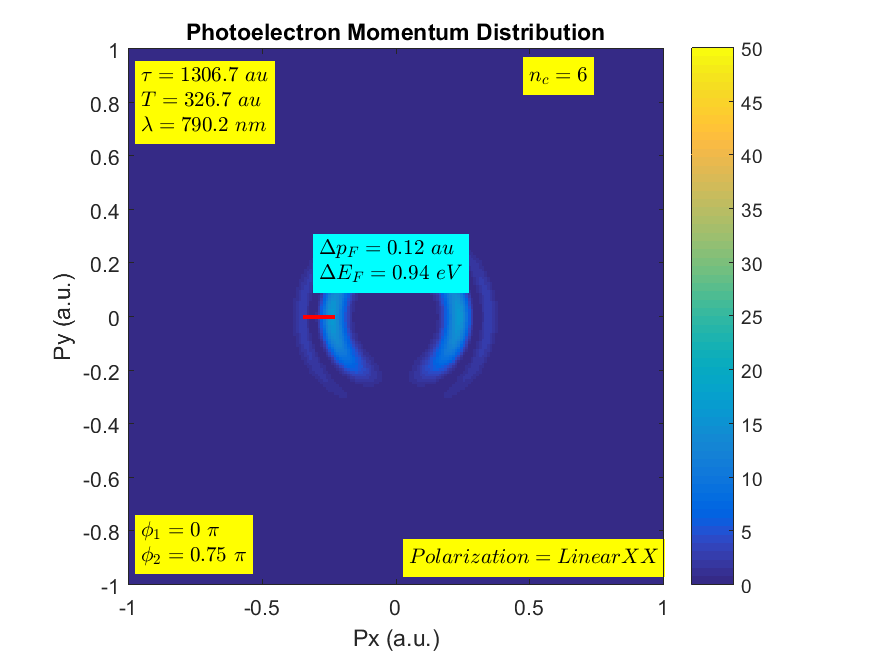 Photoelectron Momentum Distribution
τ = 1306.7 au
T = 326.7 au
λ = 790.2 nm
n_c = 6
Δp_F = 0.12 au
ΔE_F = 0.94 eV
φ_1 = 0 π
φ_2 = 0.75 π
Polarization = LinearXX
Py (a.u.)
1
0.8
0.6
0.4
0.2
0
-0.2
-0.4
-0.6
-0.8
-1
-1
-0.5
0
0.5
1
Px (a.u.)
50
45
40
35
30
25
20
15
10
5
0